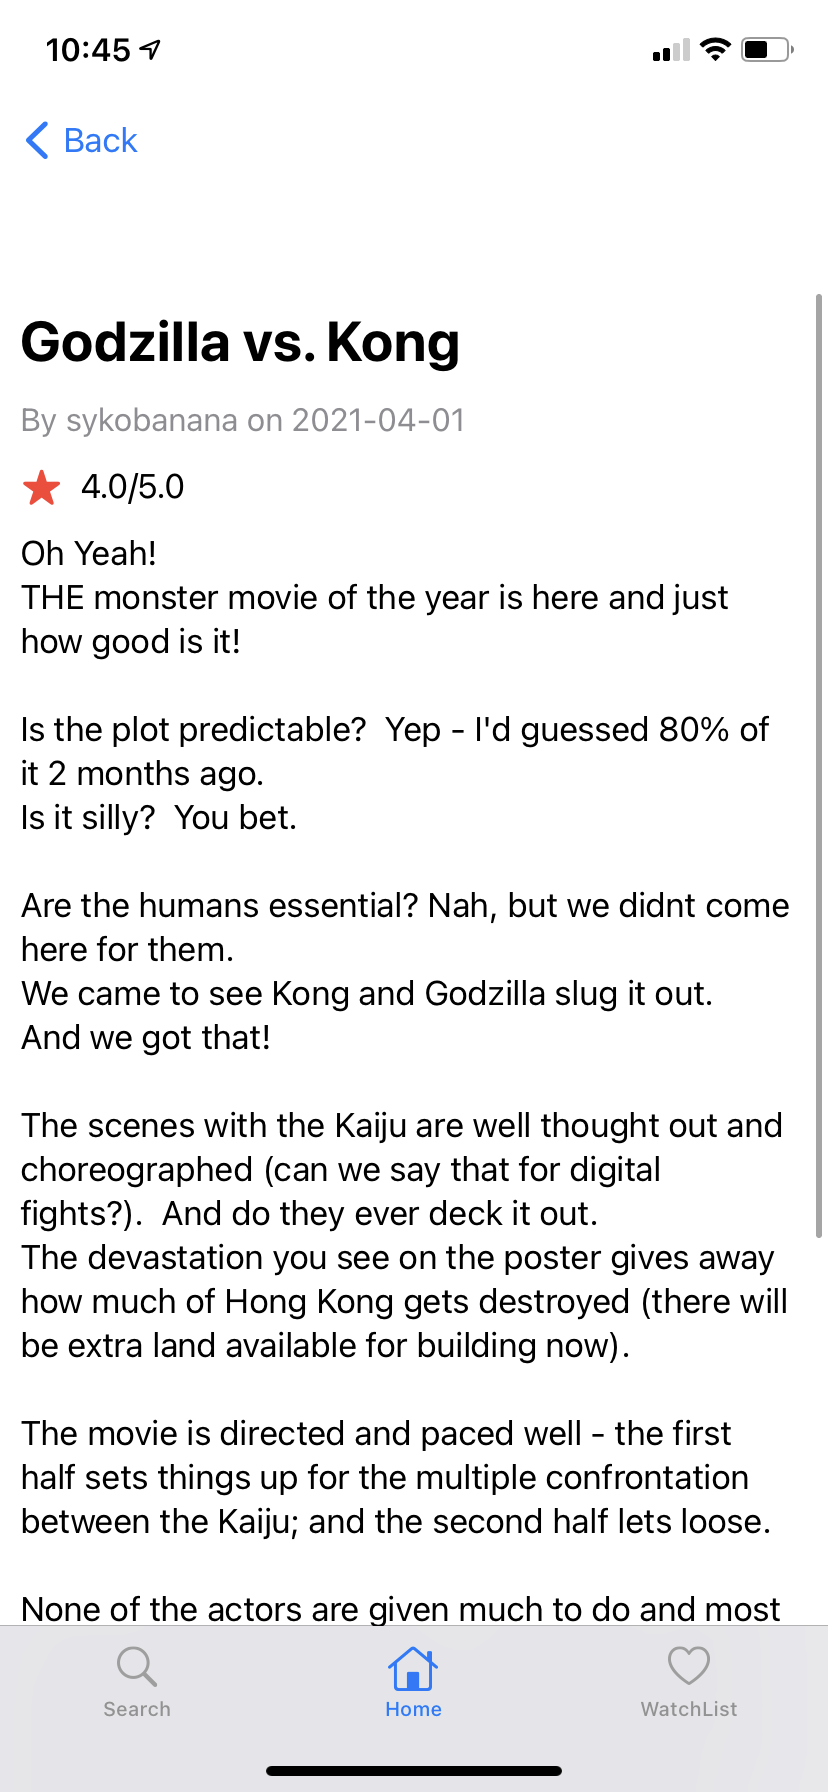 10:45
Back
Godzilla vs. Kong
By sykobanana on 2021-04-01
4.0/5.0
Oh Yeah!
THE monster movie of the year is here and just
how good is it!
Is the plot predictable?  Yep - I'd guessed 80% of
it 2 months ago.
Is it silly?  You bet.
Are the humans essential? Nah, but we didnt come
here for them.
We came to see Kong and Godzilla slug it out.
And we got that!
The scenes with the Kaiju are well thought out and
choreographed (can we say that for digital
fights?).  And do they ever deck it out.
The devastation you see on the poster gives away
how much of Hong Kong gets destroyed (there will
be extra land available for building now).
The movie is directed and paced well - the first
half sets things up for the multiple confrontation
between the Kaiju; and the second half lets loose.
None of the actors are given much to do and most
Search
Home
WatchList